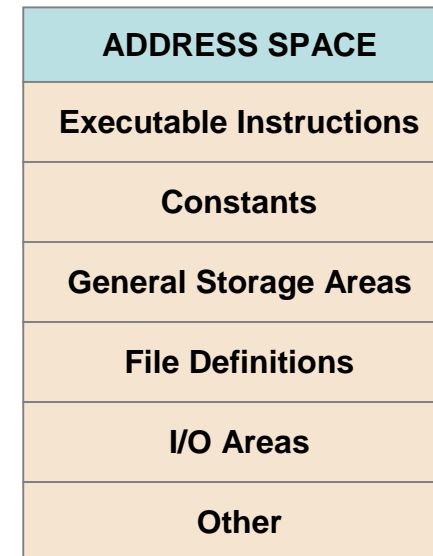 ADDRESS SPACE
Executable Instructions
Constants
General Storage Areas
File Definitions
I/O Areas
Other